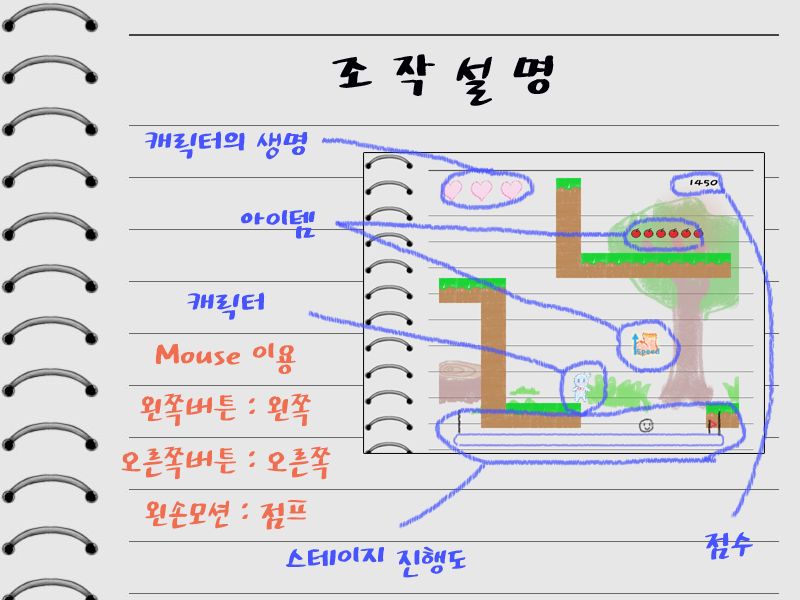 조작설명
캐릭터의 생명
1450
아이템
캐릭터
Speed
Mouse 이용
왼쪽버튼 : 왼쪽
오른쪽버튼 : 오른쪽
왼손모션 : 점프
스테이지 진행도
점수